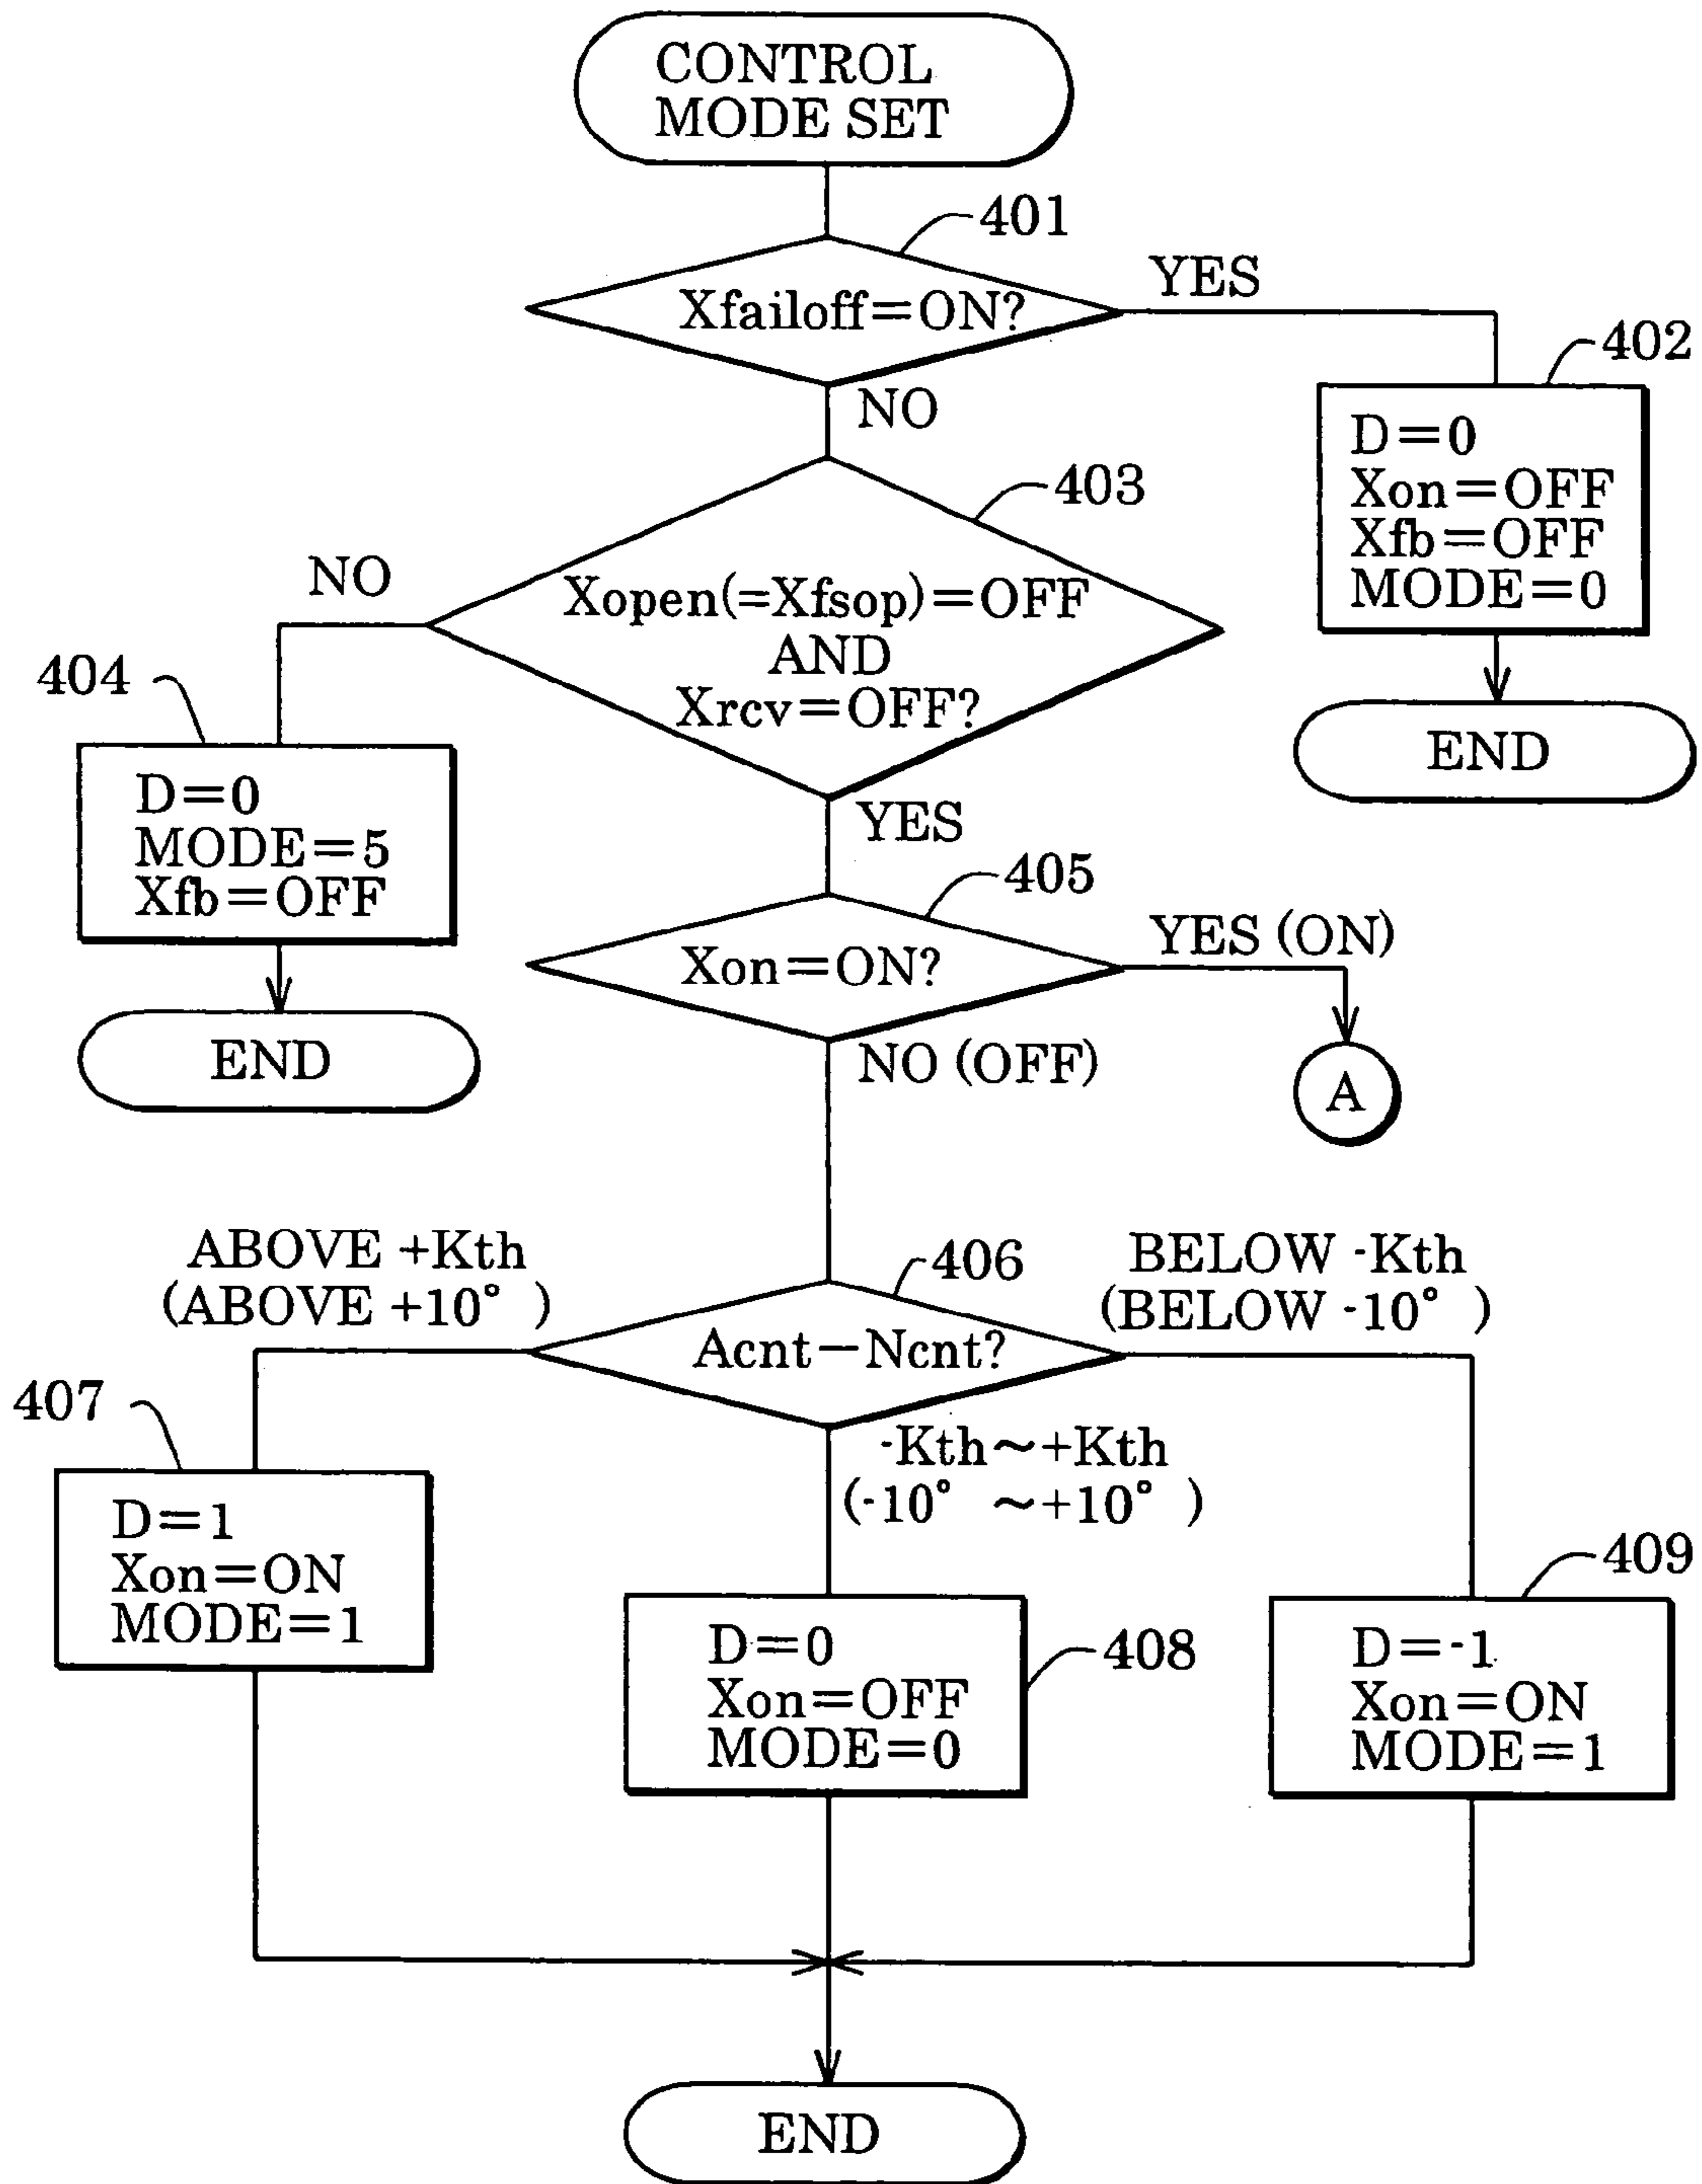 CONTROL
MODE SET
401
Xfailoff=ON?
YES
402
NO
D=0
Xon=OFF
Xfb=OFF
MODE=0
END
403
Xopen(=Xfsop)=OFF
AND
Xrcv=OFF?
NO
404
D=0
MODE=5
Xfb=OFF
END
YES
405
Xon=ON?
YES (ON)
A
NO (OFF)
ABOVE +Kth
(ABOVE +10° )
406
BELOW -Kth
(BELOW -10° )
Acnt－Ncnt?
407
-Kth～+Kth
(-10° ～+10° )
D=1
Xon=ON
MODE=1
408
D=0
Xon=OFF
MODE=0
409
D=-1
Xon=ON
MODE=1
END